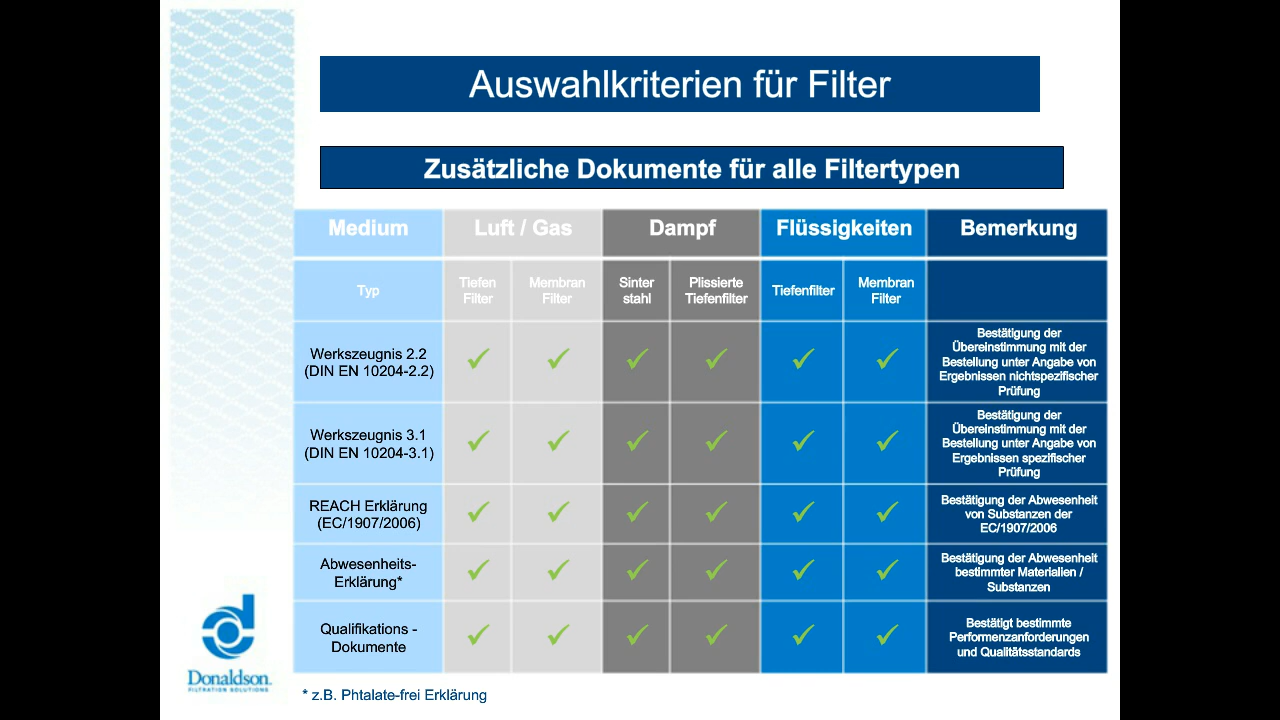 Auswahlkriterien für Filter
Zusätzliche Dokumente für alle Filtertypen
Medium Luft / Gas Dampf Flüssigkeiten Bemerkung
Typ
Tiefen
Filter
Membran
Filter
Sinter
stahl
Plissierte
Tiefenfilter
Tiefenfilter
Membran
Filter
Werkszeugnis 2.2
(DIN EN 10204-2.2)
✓ ✓ ✓ ✓ ✓ ✓
Bestätigung der
Übereinstimmung mit der
Bestellung unter Angabe von
Ergebnissen nichtspezifischer
Prüfung
Werkszeugnis 3.1
(DIN EN 10204-3.1)
✓ ✓ ✓ ✓ ✓ ✓
Bestätigung der
Übereinstimmung mit der
Bestellung unter Angabe von
Ergebnissen spezifischer
Prüfung
REACH Erklärung
(EC/1907/2006)
✓ ✓ ✓ ✓ ✓ ✓
Bestätigung der Abwesenheit
von Substanzen der
EC/1907/2006
Abwesenheits-
Erklärung*
✓ ✓ ✓ ✓ ✓ ✓
Bestätigung der Abwesenheit
bestimmter Materialien /
Substanzen
Qualifikations -
Dokumente
✓ ✓ ✓ ✓ ✓ ✓
Bestätigt bestimmte
Performenzanforderungen
und Qualitätsstandards
Donaldson.
FILTRATION SOLUTIONS
* z.B. Phtalate-frei Erklärung